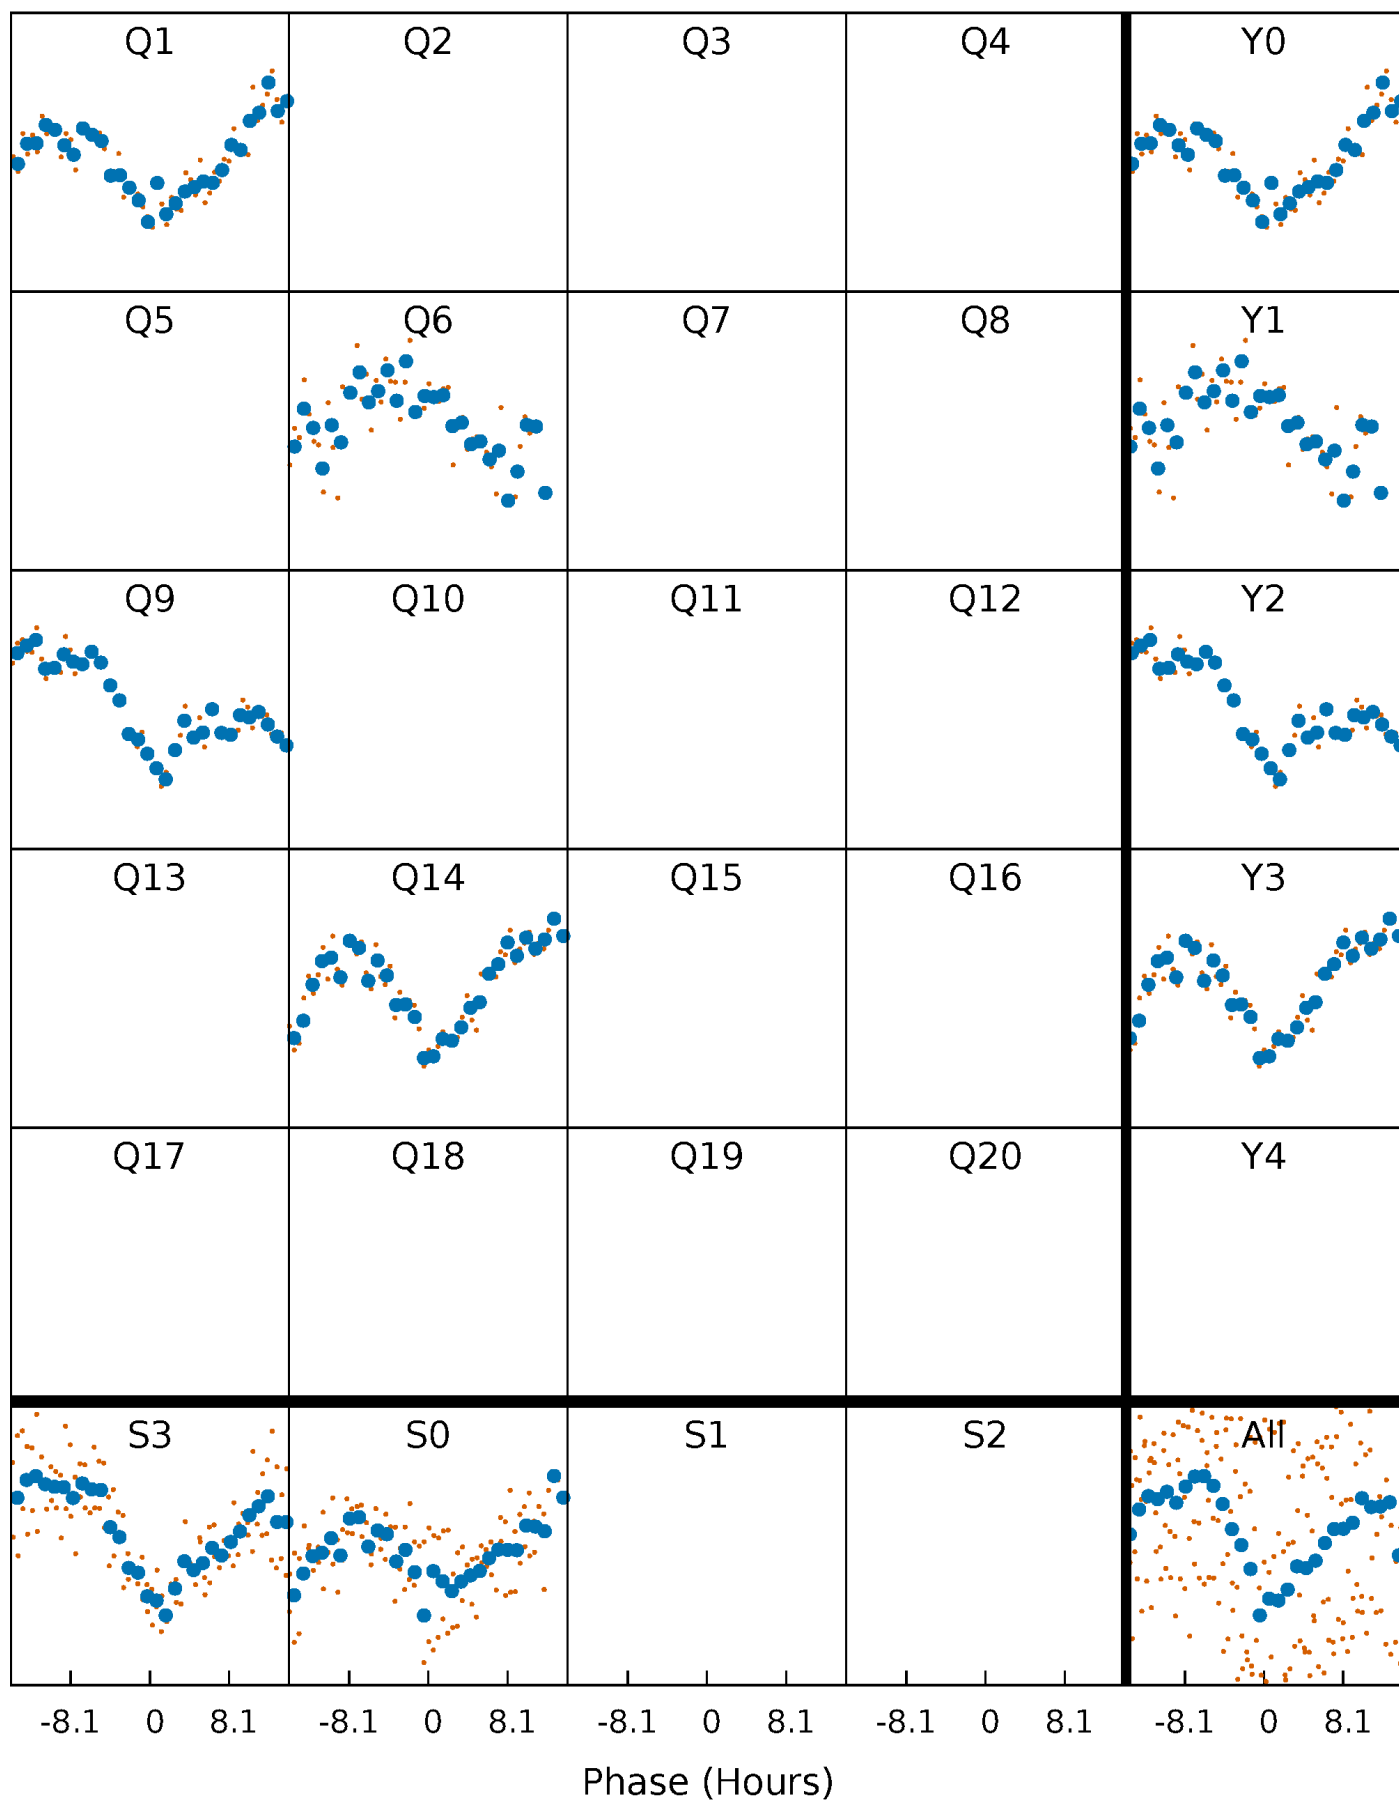 Q1 Q2 Q3 Q4 Y0
Q5 Q6 Q7 Q8 Y1
Q9 Q10 Q11 Q12 Y2
Q13 Q14 Q15 Q16 Y3
Q17 Q18 Q19 Q20 Y4
S3 S0 S1 S2 All
-8.1 0 8.1 -8.1 0 8.1 -8.1 0 8.1 -8.1 0 8.1 -8.1 0 8.1
Phase (Hours)